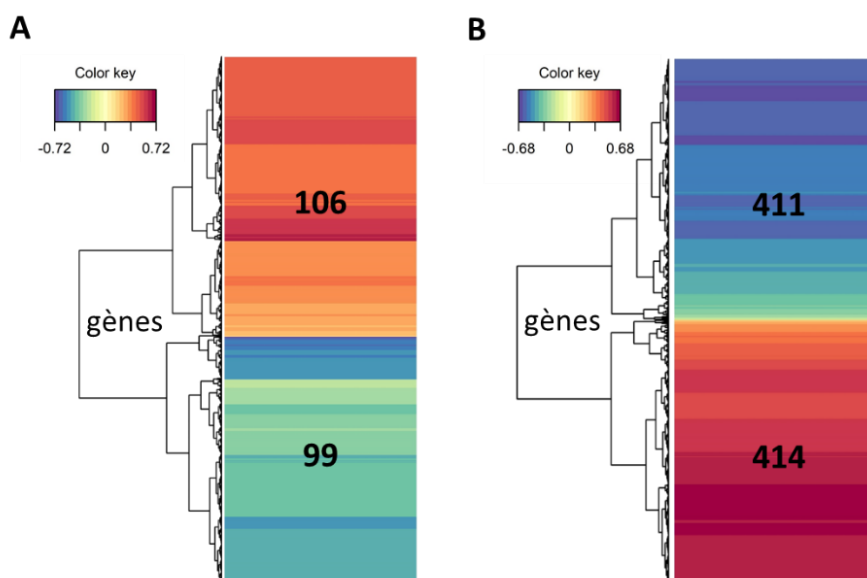 A
Color key
-0.72 0 0.72
106
gènes
99
B
Color key
-0.68 0 0.68
411
gènes
414